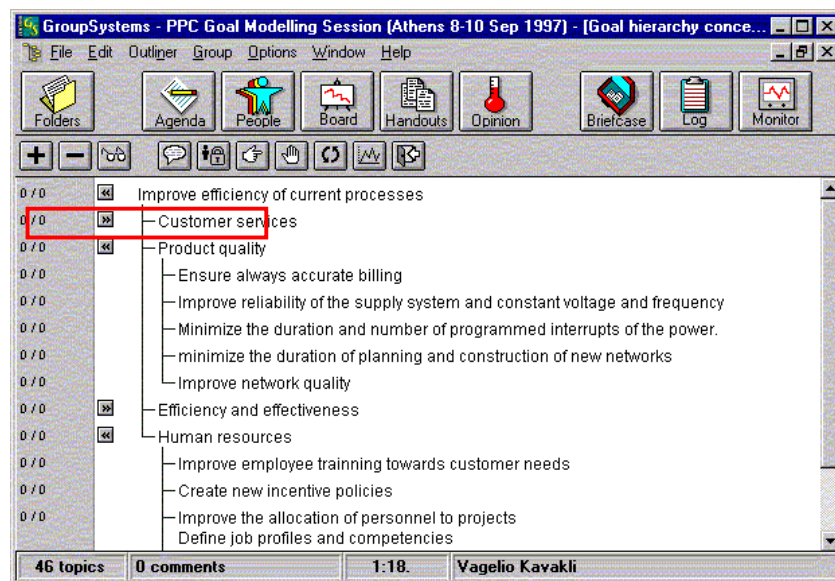 GroupSystems - PPC Goal Modelling Session (Athens 8-10 Sep 1997) - [Goal hierarchy conce...
File Edit Outliner Group Options Window Help
Folders Agenda People Board Handouts Opinion Briefcase Log Monitor
0 / 0 Improve efficiency of current processes
0 / 0 Customer services
0 / 0 Product quality
0 / 0 Ensure always accurate billing
0 / 0 Improve reliability of the supply system and constant voltage and frequency
0 / 0 Minimize the duration and number of programmed interrupts of the power.
0 / 0 minimize the duration of planning and construction of new networks
0 / 0 Improve network quality
0 / 0 Efficiency and effectiveness
0 / 0 Human resources
0 / 0 Improve employee trainning towards customer needs
0 / 0 Create new incentive policies
0 / 0 Improve the allocation of personnel to projects
Define job profiles and competencies
46 topics 0 comments 1:18. Vagelio Kavakli